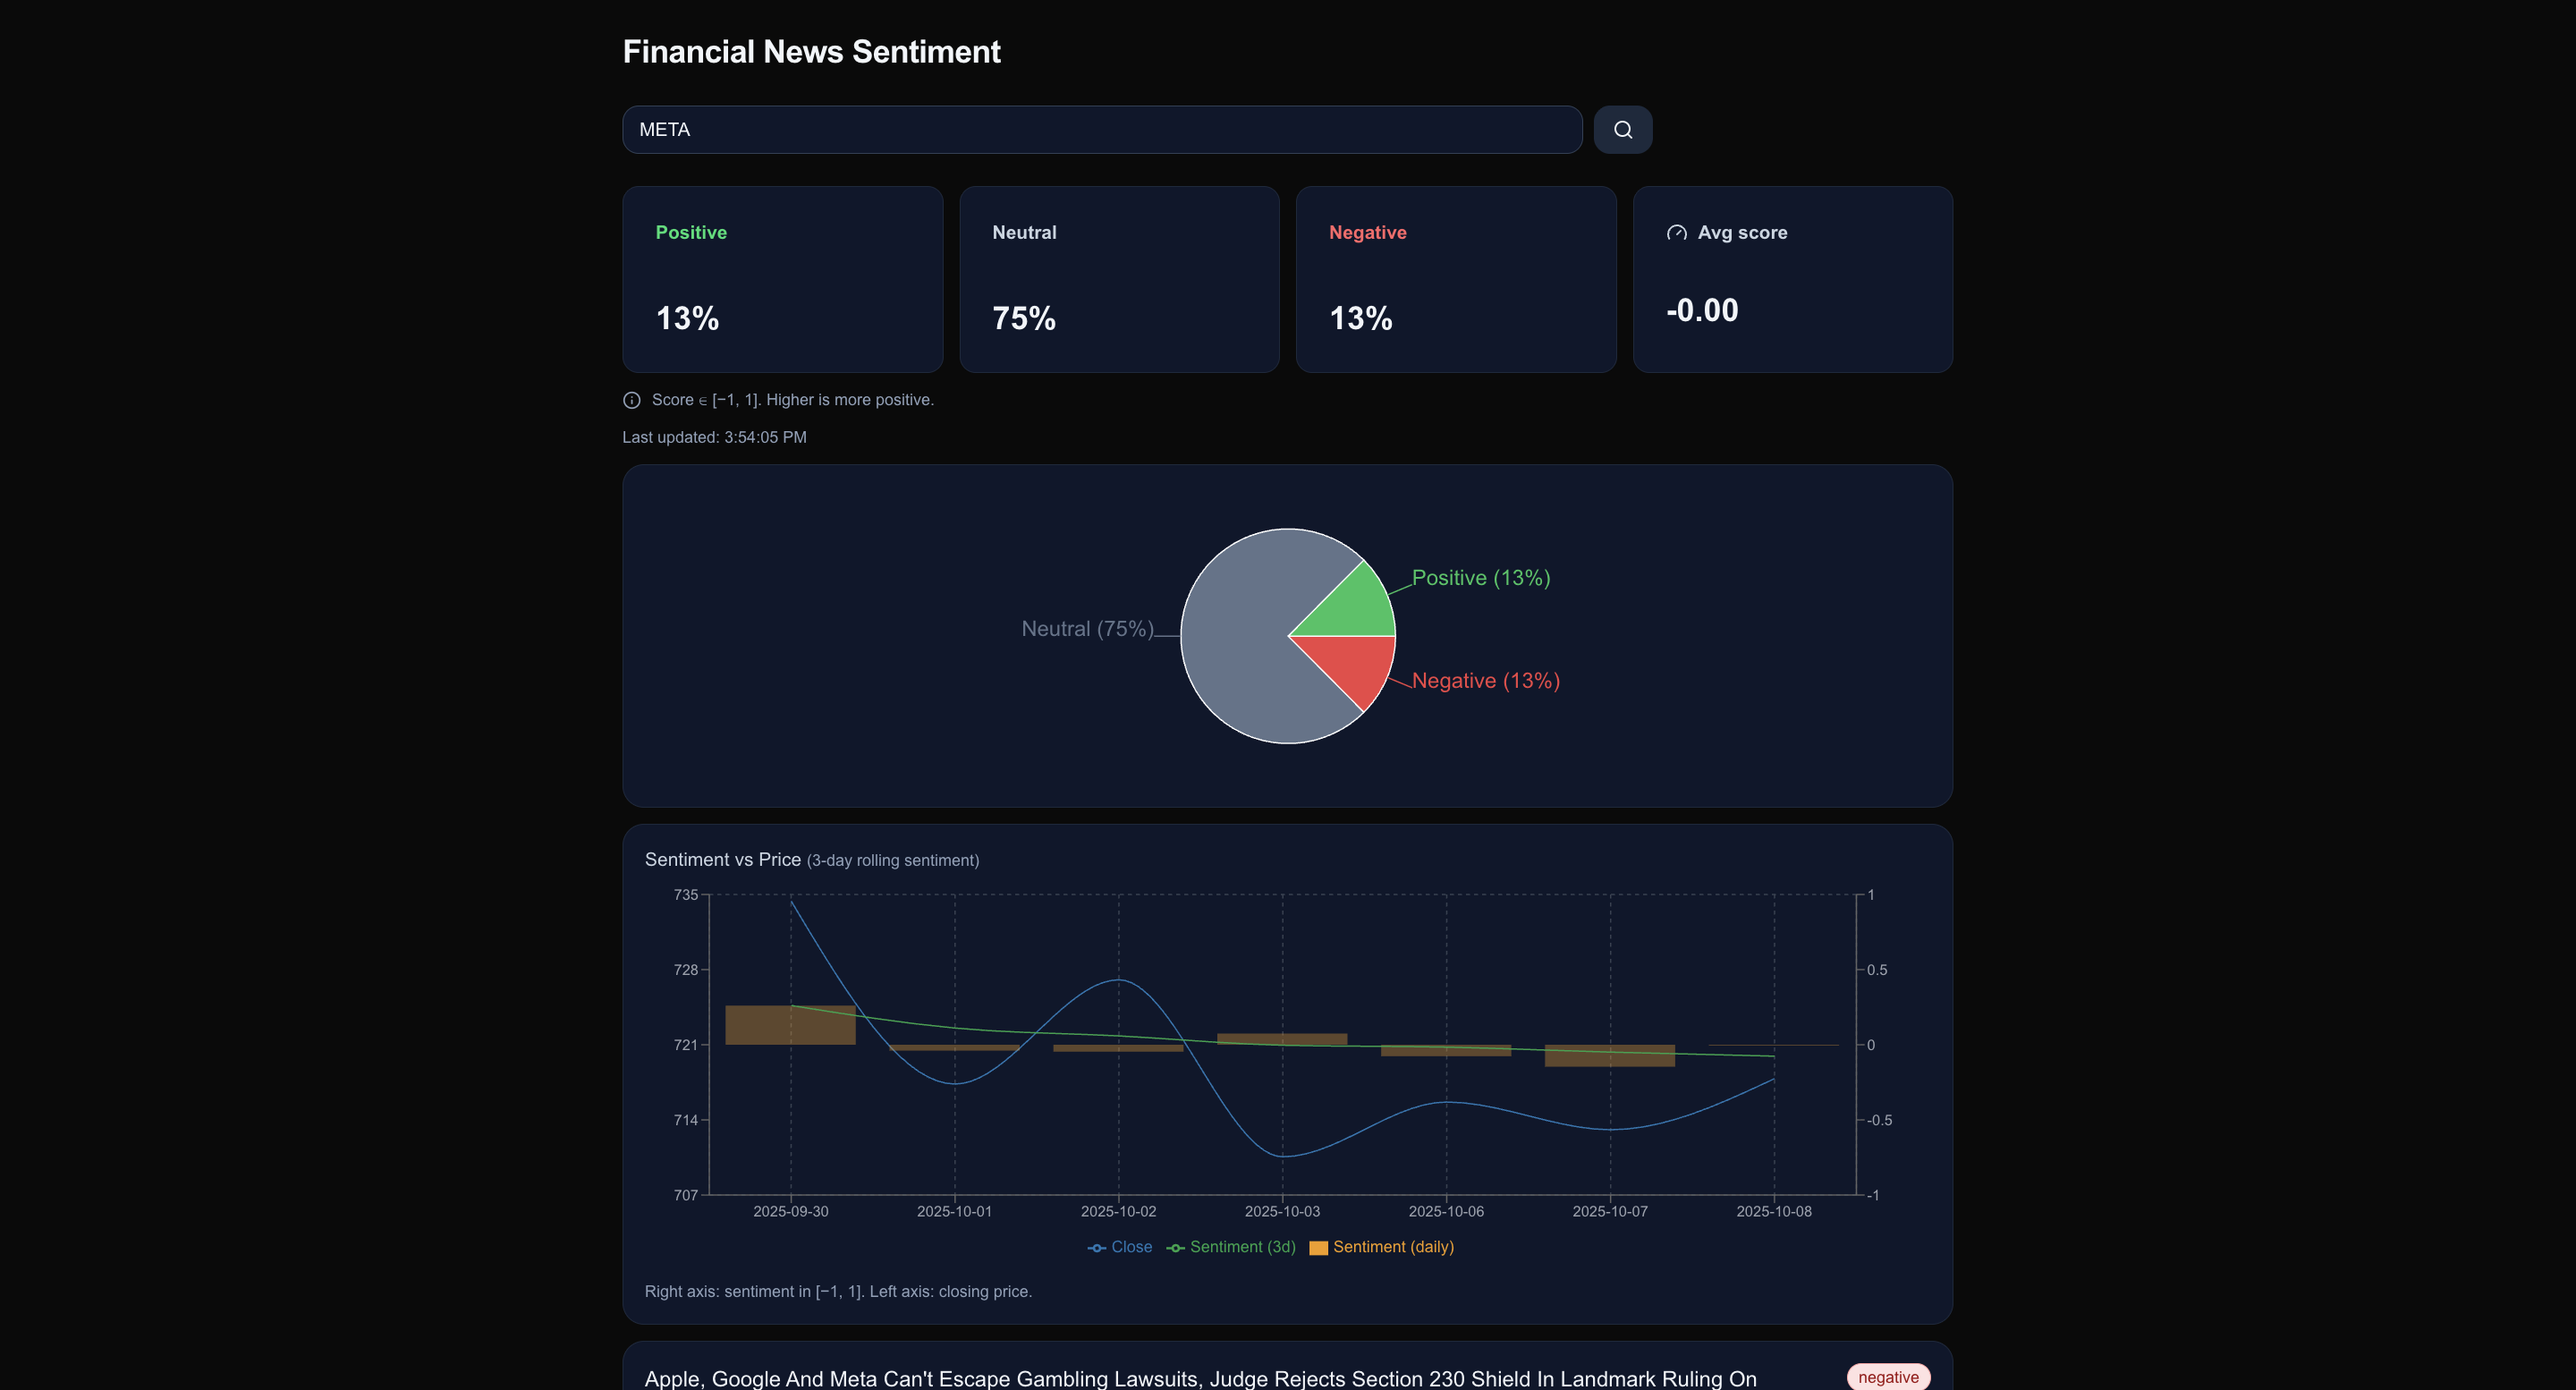 Financial News Sentiment
META
Positive
Neutral
Negative
Avg score
13%
75%
13%
-0.00
Score ∈ [−1, 1]. Higher is more positive.
Last updated: 3:54:05 PM
Positive (13%)
Neutral (75%)
Negative (13%)
Sentiment vs Price (3-day rolling sentiment)
735
728
721
714
707
1
0.5
0
-0.5
-1
2025-09-30
2025-10-01
2025-10-02
2025-10-03
2025-10-06
2025-10-07
2025-10-08
Close
Sentiment (3d)
Sentiment (daily)
Right axis: sentiment in [−1, 1]. Left axis: closing price.
Apple, Google And Meta Can't Escape Gambling Lawsuits, Judge Rejects Section 230 Shield In Landmark Ruling On
negative